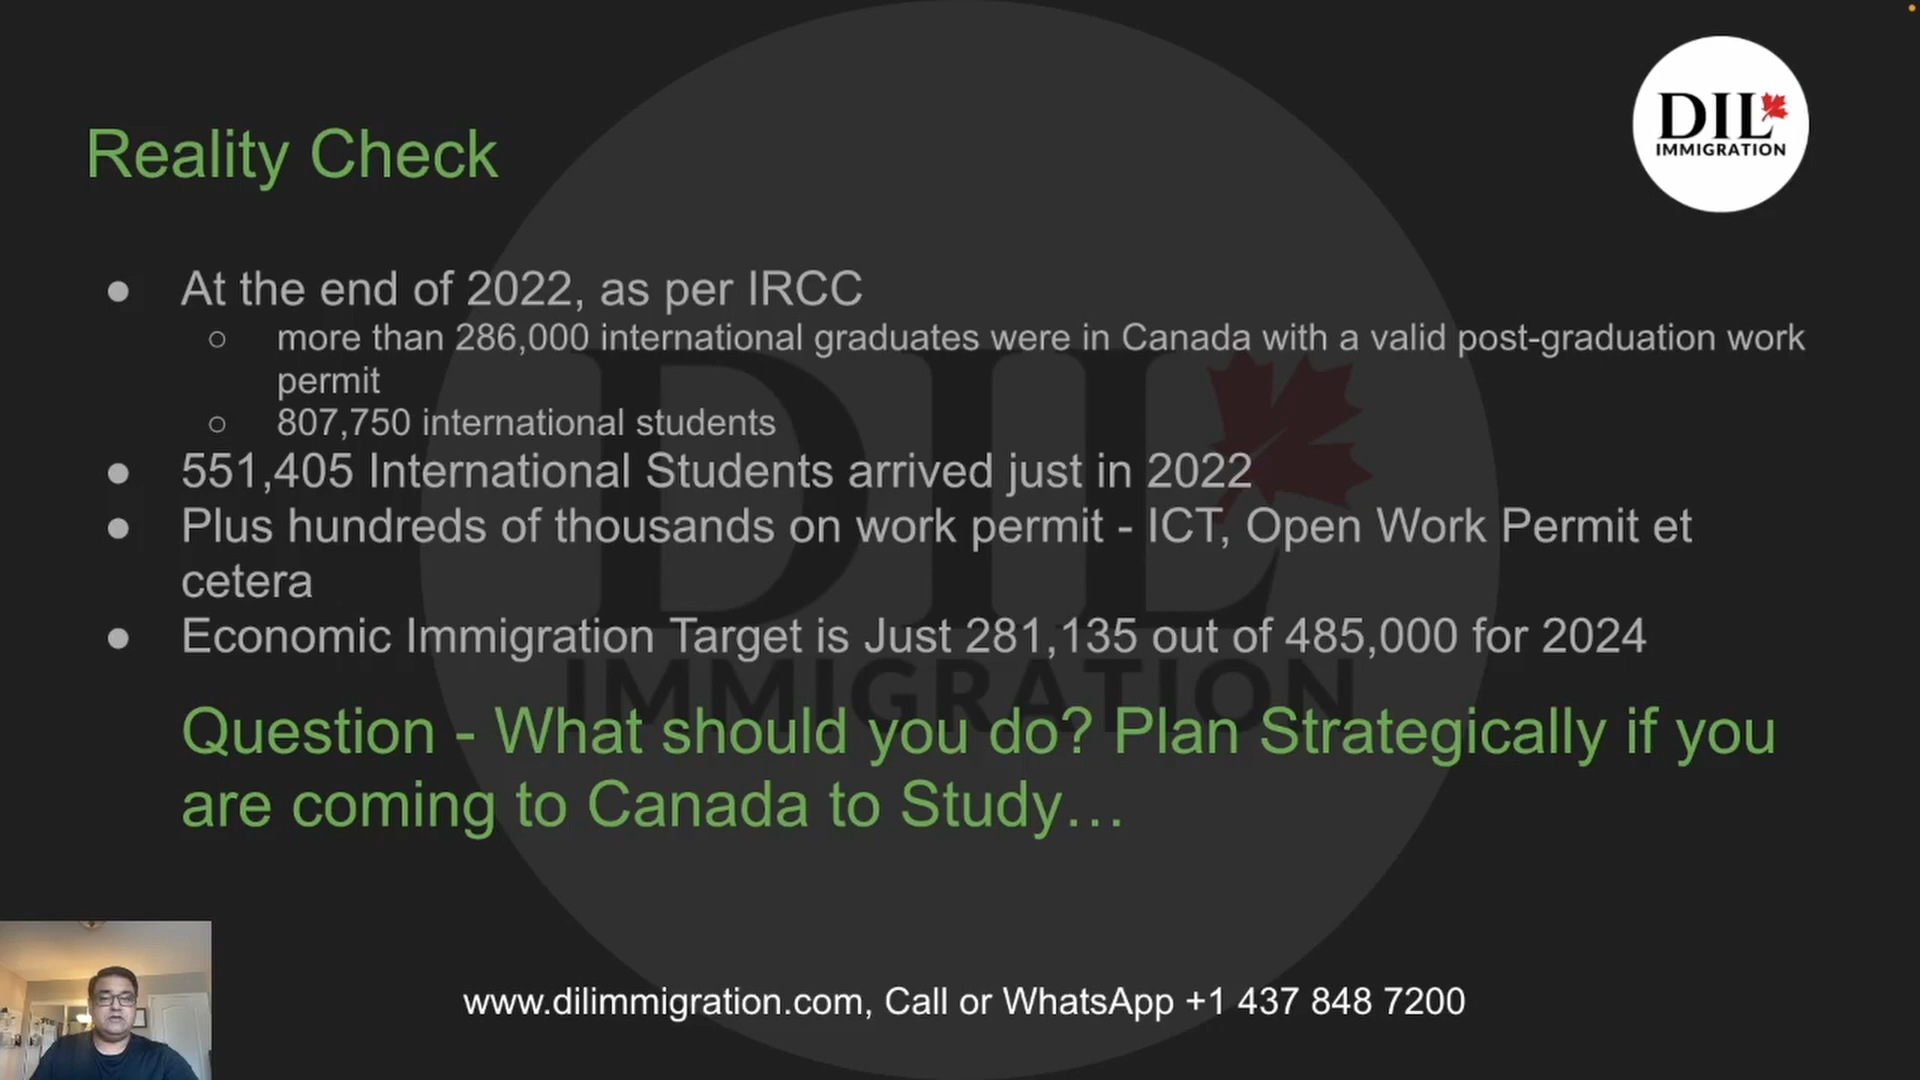 DIL
IMMIGRATION
Reality Check
● At the end of 2022, as per IRCC
○ more than 286,000 international graduates were in Canada with a valid post-graduation work
permit
○ 807,750 international students
● 551,405 International Students arrived just in 2022
● Plus hundreds of thousands on work permit - ICT, Open Work Permit et
cetera
● Economic Immigration Target is Just 281,135 out of 485,000 for 2024
Question - What should you do? Plan Strategically if you
are coming to Canada to Study…
DIL
IMMIGRATION
www.dilimmigration.com, Call or WhatsApp +1 437 848 7200